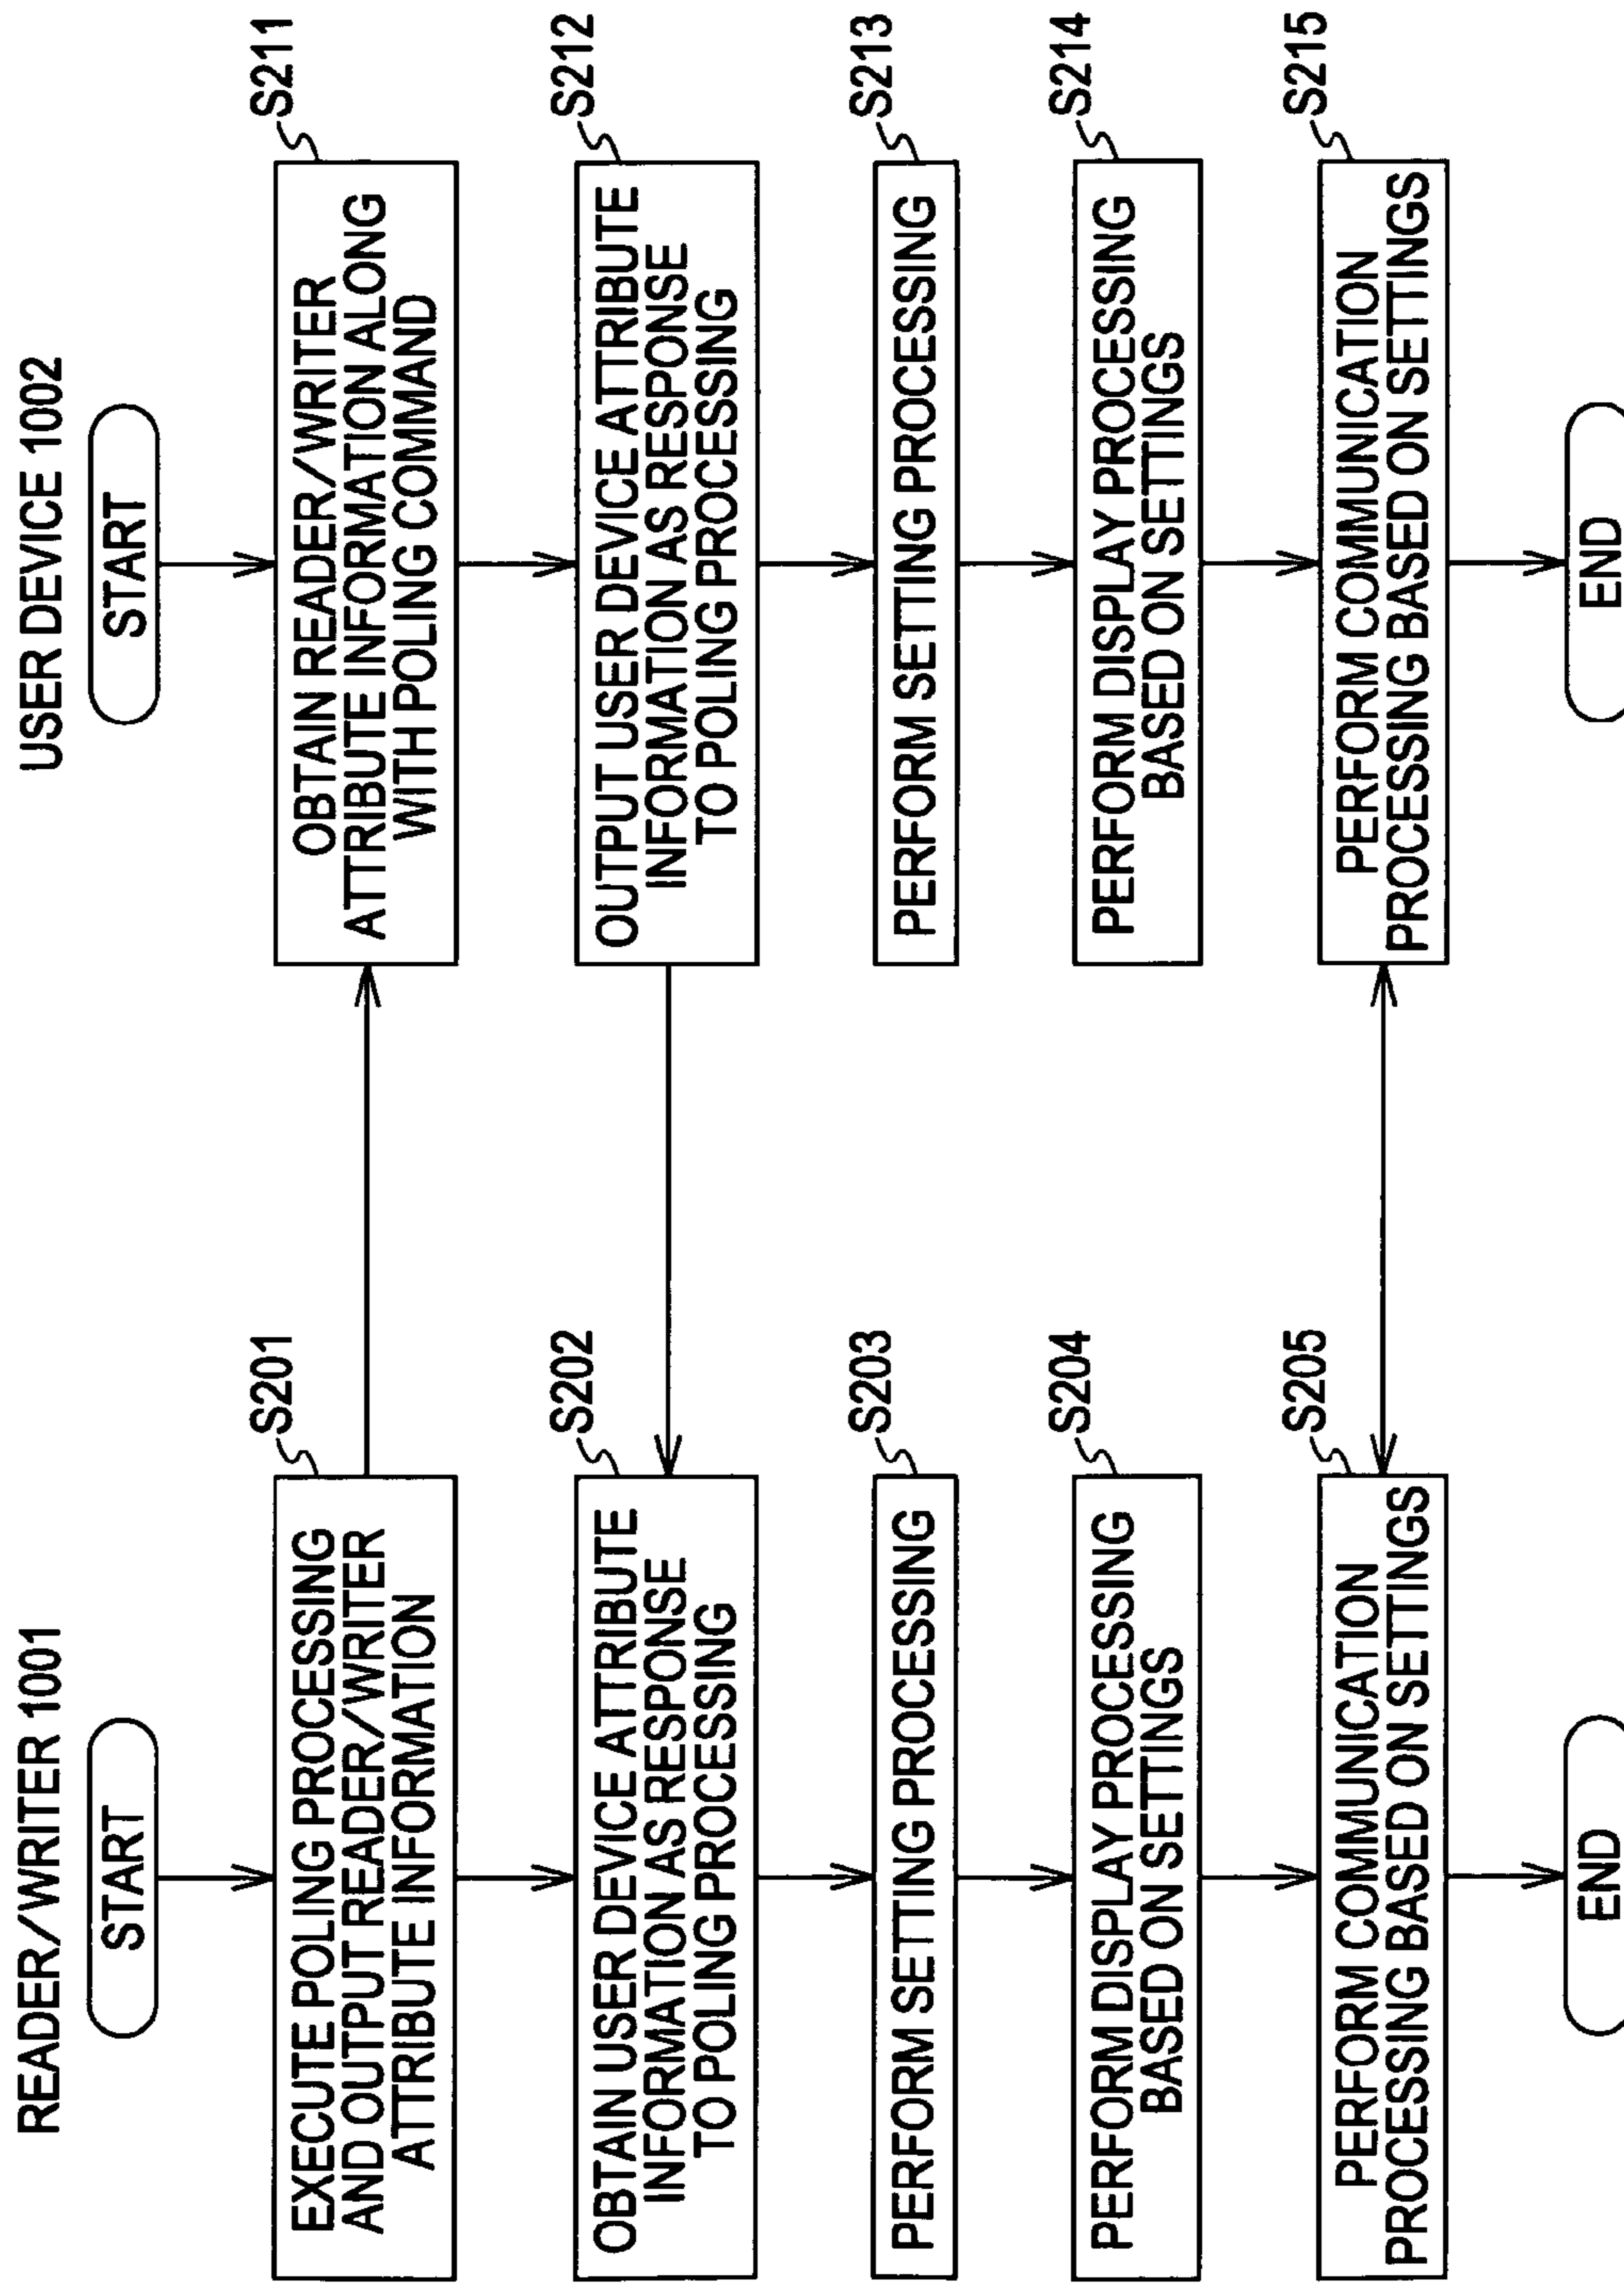 READER/WRITER 1001
START
S201
EXECUTE POLING PROCESSING
AND OUTPUT READER/WRITER
ATTRIBUTE INFORMATION
S202
OBTAIN USER DEVICE ATTRIBUTE
INFORMATION AS RESPONSE
TO POLING PROCESSING
S203
PERFORM SETTING PROCESSING
S204
PERFORM DISPLAY PROCESSING
BASED ON SETTINGS
S205
PERFORM COMMUNICATION
PROCESSING BASED ON SETTINGS
END
USER DEVICE 1002
START
S211
OBTAIN READER/WRITER
ATTRIBUTE INFORMATION ALONG
WITH POLING COMMAND
S212
OUTPUT USER DEVICE ATTRIBUTE
INFORMATION AS RESPONSE
TO POLING PROCESSING
S213
PERFORM SETTING PROCESSING
S214
PERFORM DISPLAY PROCESSING
BASED ON SETTINGS
S215
PERFORM COMMUNICATION
PROCESSING BASED ON SETTINGS
END